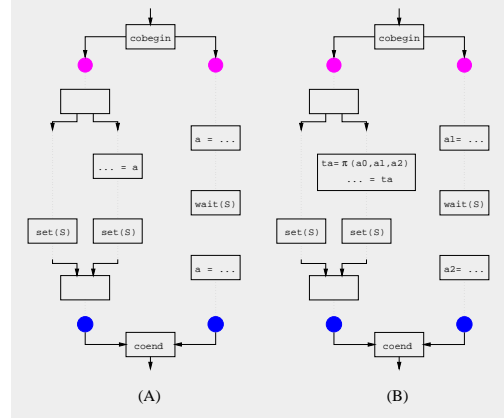 cobegin
a = ...
... = a
wait(S)
set(S)
set(S)
a = ...
coend
(A)
cobegin
a1= ...
ta= π (a0,a1,a2)
... = ta
wait(S)
set(S)
set(S)
a2= ...
coend
(B)